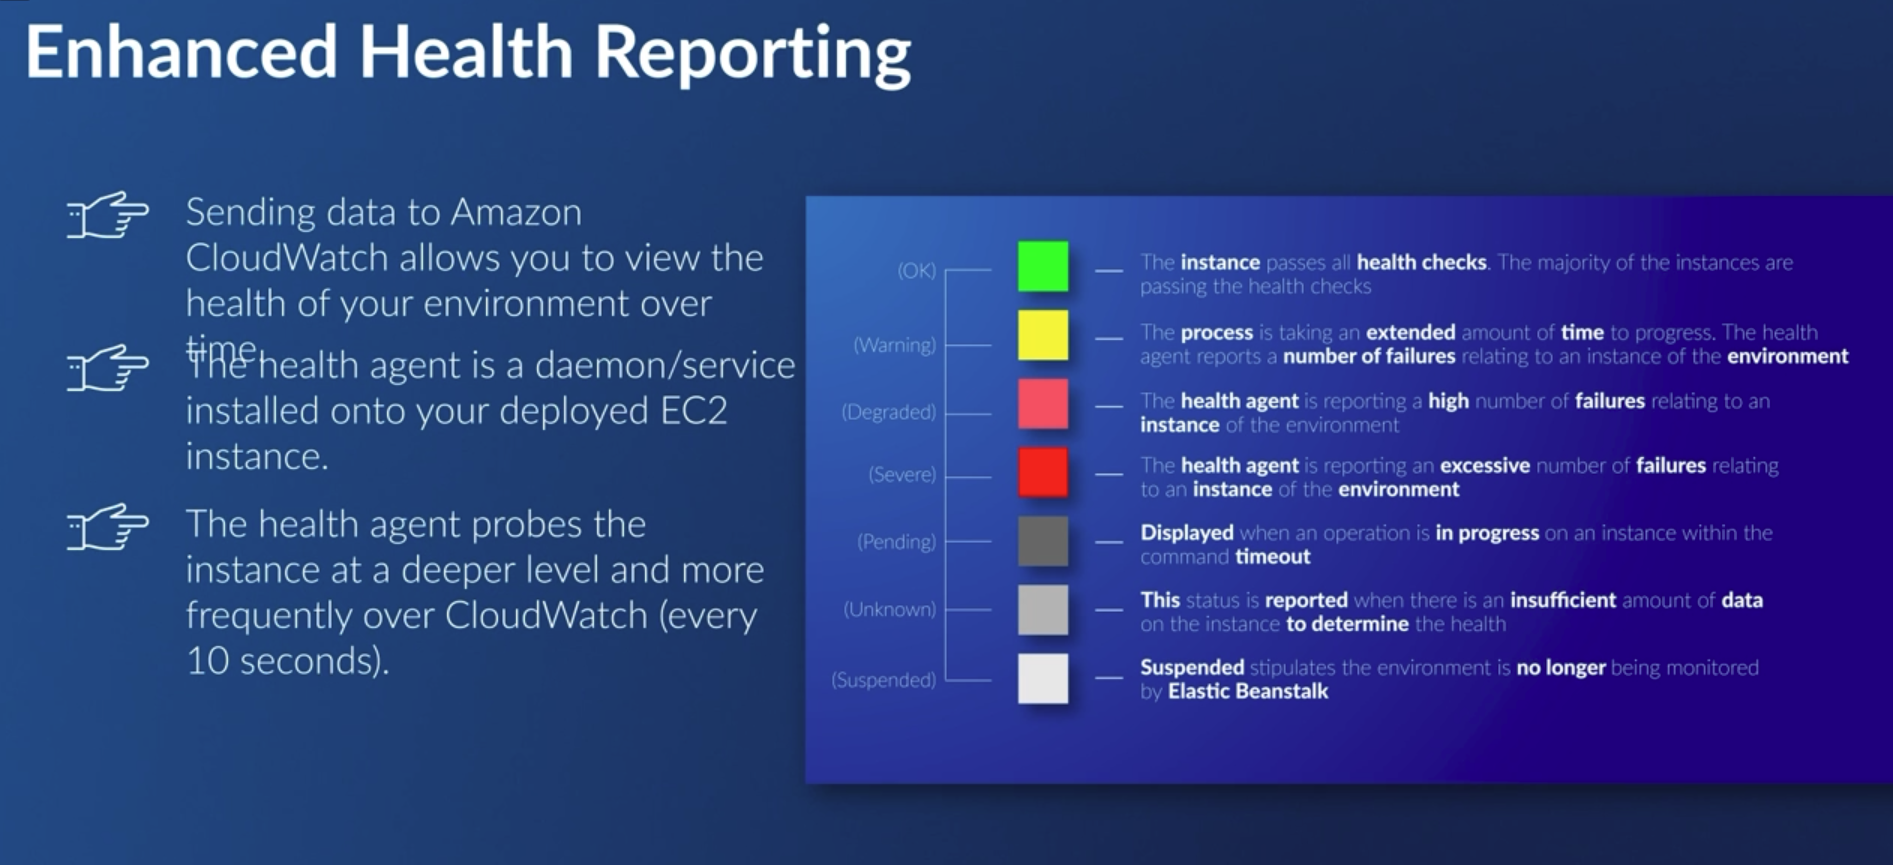 Enhanced Health Reporting
Sending data to Amazon
CloudWatch allows you to view the
health of your environment over
time.
The health agent is a daemon/service
installed onto your deployed EC2
instance.
The health agent probes the
instance at a deeper level and more
frequently over CloudWatch (every
10 seconds).
(OK)
The instance passes all health checks. The majority of the instances are
passing the health checks
(Warning)
The process is taking an extended amount of time to progress. The health
agent reports a number of failures relating to an instance of the environment
(Degraded)
The health agent is reporting a high number of failures relating to an
instance of the environment
(Severe)
The health agent is reporting an excessive number of failures relating
to an instance of the environment
(Pending)
Displayed when an operation is in progress on an instance within the
command timeout
(Unknown)
This status is reported when there is an insufficient amount of data
on the instance to determine the health
(Suspended)
Suspended stipulates the environment is no longer being monitored
by Elastic Beanstalk